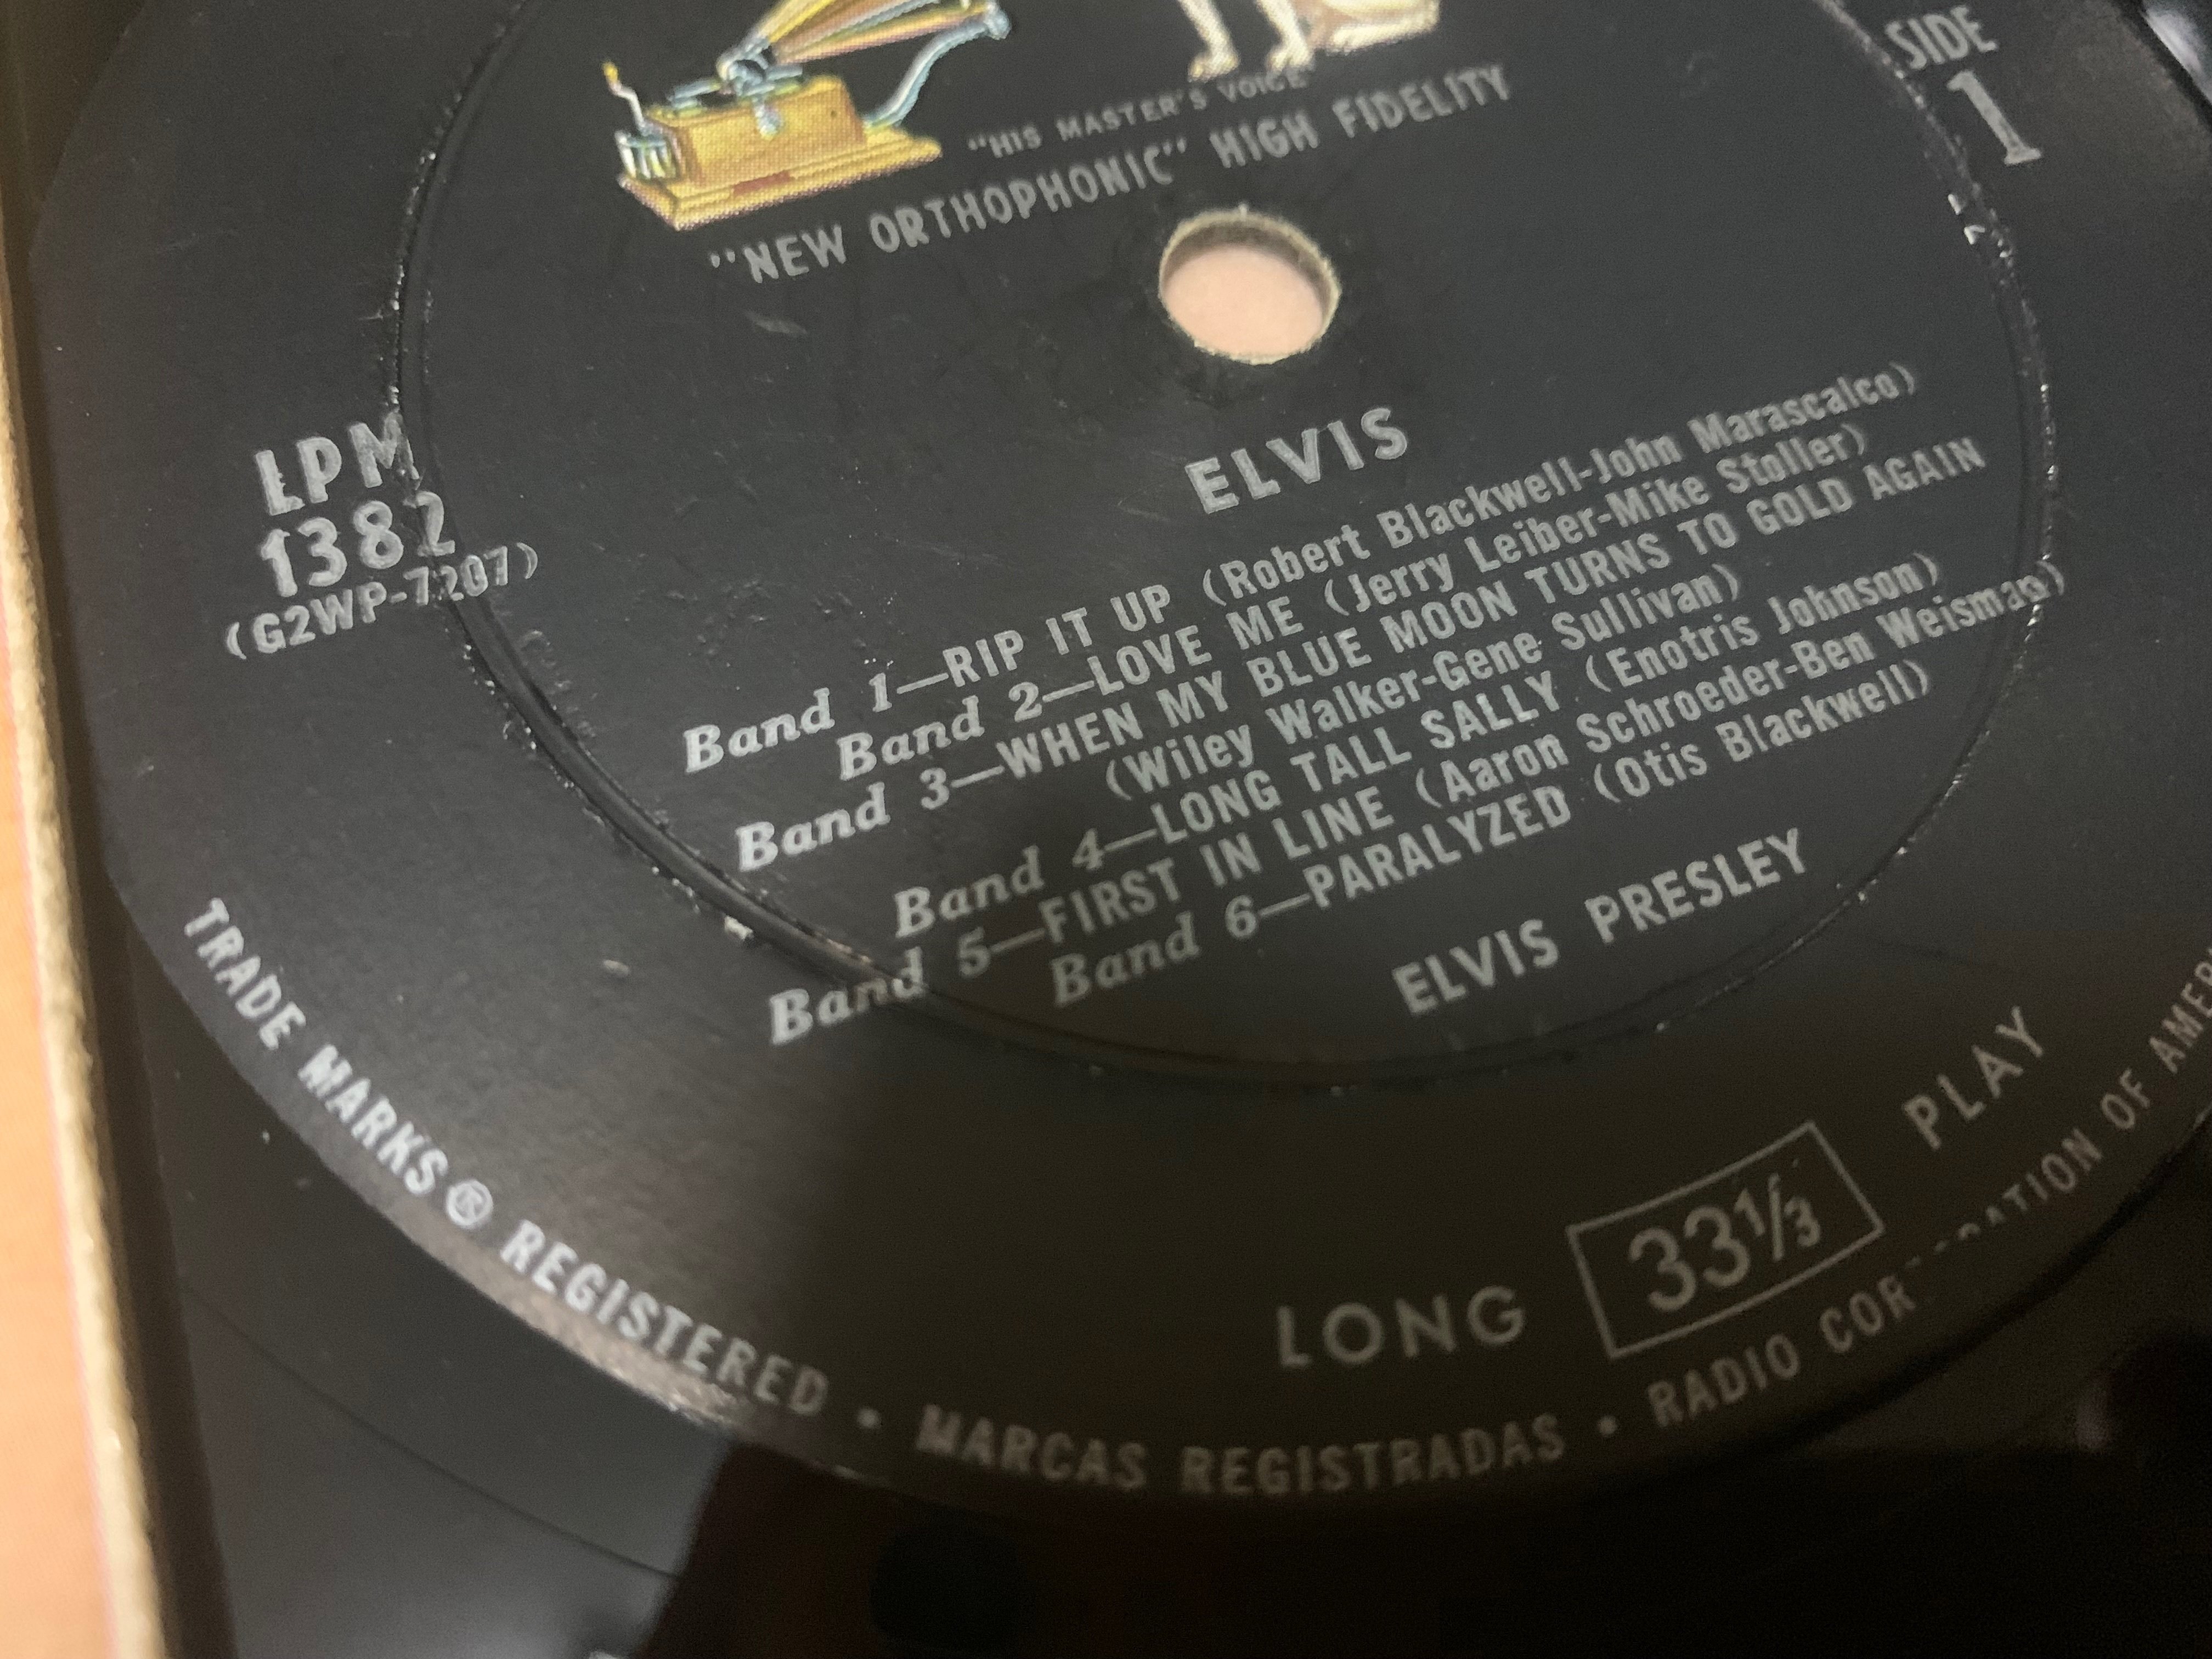 "HIS MASTER'S VOICE"
"NEW ORTHOPHONIC" HIGH FIDELITY
SIDE
1
LPM
1382
(G2WP-7207)
ELVIS
Band 1—RIP IT UP (Robert Blackwell-John Marascalco)
Band 2—LOVE ME (Jerry Leiber-Mike Stoller)
Band 3—WHEN MY BLUE MOON TURNS TO GOLD AGAIN
(Wiley Walker-Gene Sullivan)
Band 4—LONG TALL SALLY (Enotris Johnson)
Band 5—FIRST IN LINE (Aaron Schroeder-Ben Weisman)
Band 6—PARALYZED (Otis Blackwell)
ELVIS PRESLEY
LONG 33⅓ PLAY
TRADE MARKS ® REGISTERED • MARCAS REGISTRADAS • RADIO CORPORATION OF